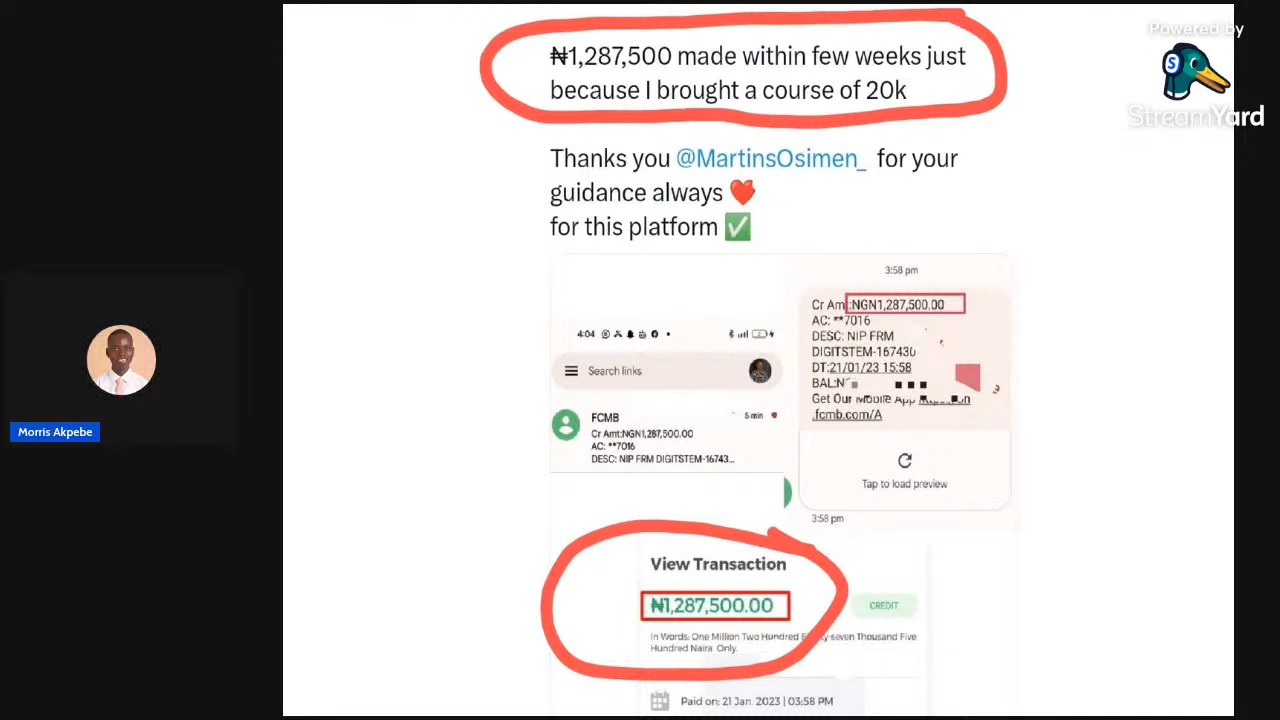 Powered by
StreamYard
₦1,287,500 made within few weeks just
because I brought a course of 20k
Thanks you @MartinsOsimen_ for your
guidance always ❤️
for this platform ✅
3:58 pm
Cr Amt:NGN1,287,500.00
AC: **7016
DESC: NIP FRM
DIGITSTEM-167430
DT:21/01/23 15:58
BAL:N
Get Our Mobile App
.fcmb.com/A
Tap to load preview
3:58 pm
4:04
Search links
FCMB
5 min
Cr Amt:NGN1,287,500.00
AC: **7016
DESC: NIP FRM DIGITSTEM-16743...
View Transaction
₦1,287,500.00
CREDIT
In Words: One Million Two Hundred Eighty-seven Thousand Five
Hundred Naira Only.
Paid on: 21 Jan. 2023 | 03:58 PM
Morris Akpebe